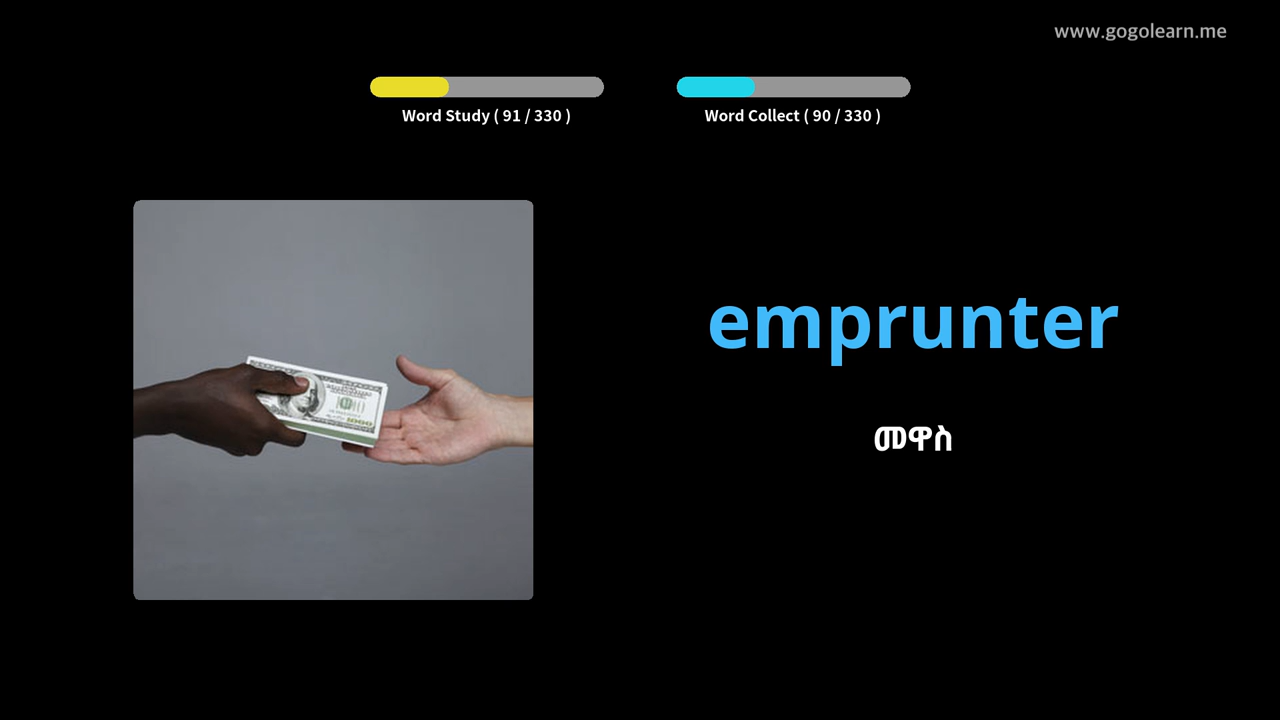 www.gogolearn.me
Word Study ( 91 / 330 )
Word Collect ( 90 / 330 )
emprunter
መዋስ